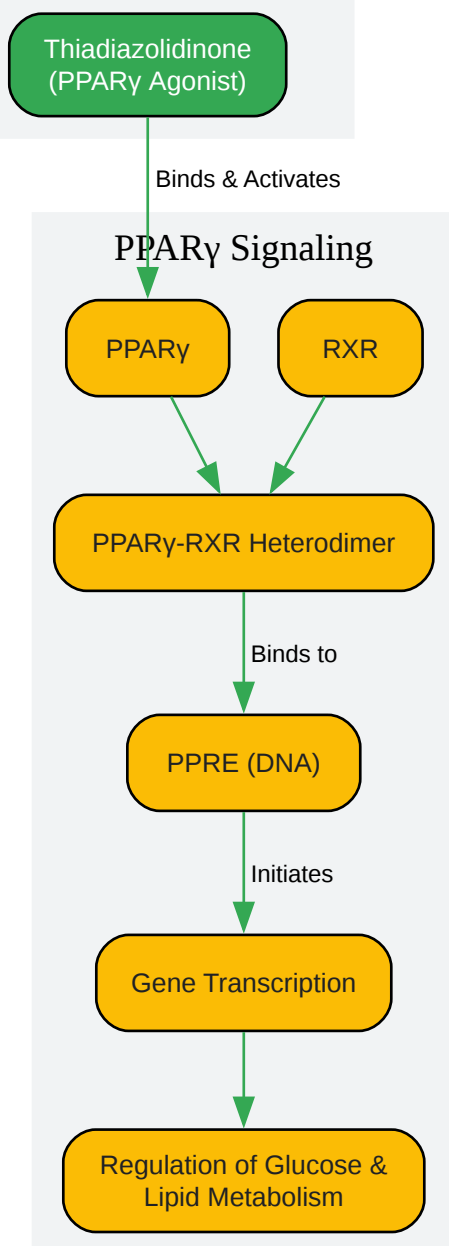 Thiadiazolidinone
(PPARγ Agonist)
Binds & Activates
PPARγ Signaling
PPARγ
RXR
PPARγ-RXR Heterodimer
Binds to
PPRE (DNA)
Initiates
Gene Transcription
Regulation of Glucose &
Lipid Metabolism